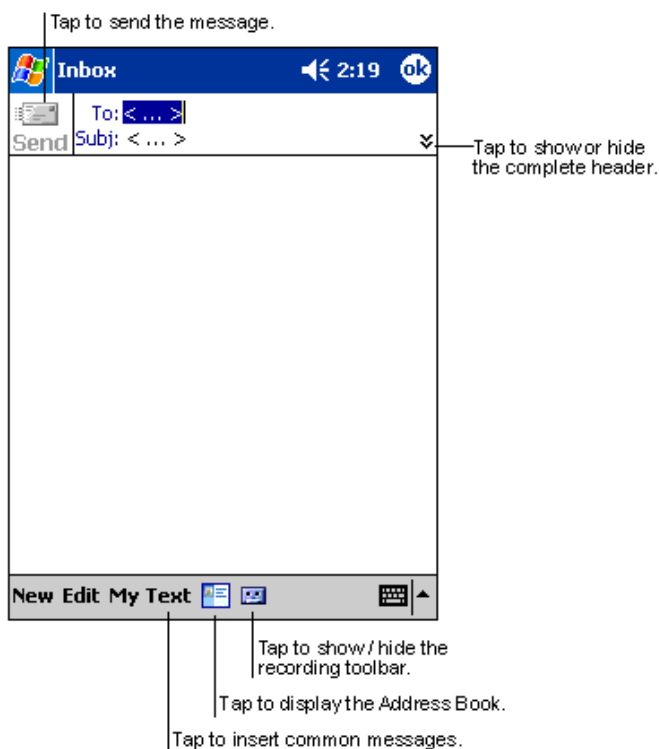 Tap to send the message.
Inbox 2:19 ok
To: < ... >
Send Subj: < ... >
Tap to show or hide
the complete header.
New Edit My Text
Tap to show / hide the
recording toolbar.
Tap to display the Address Book.
Tap to insert common messages.